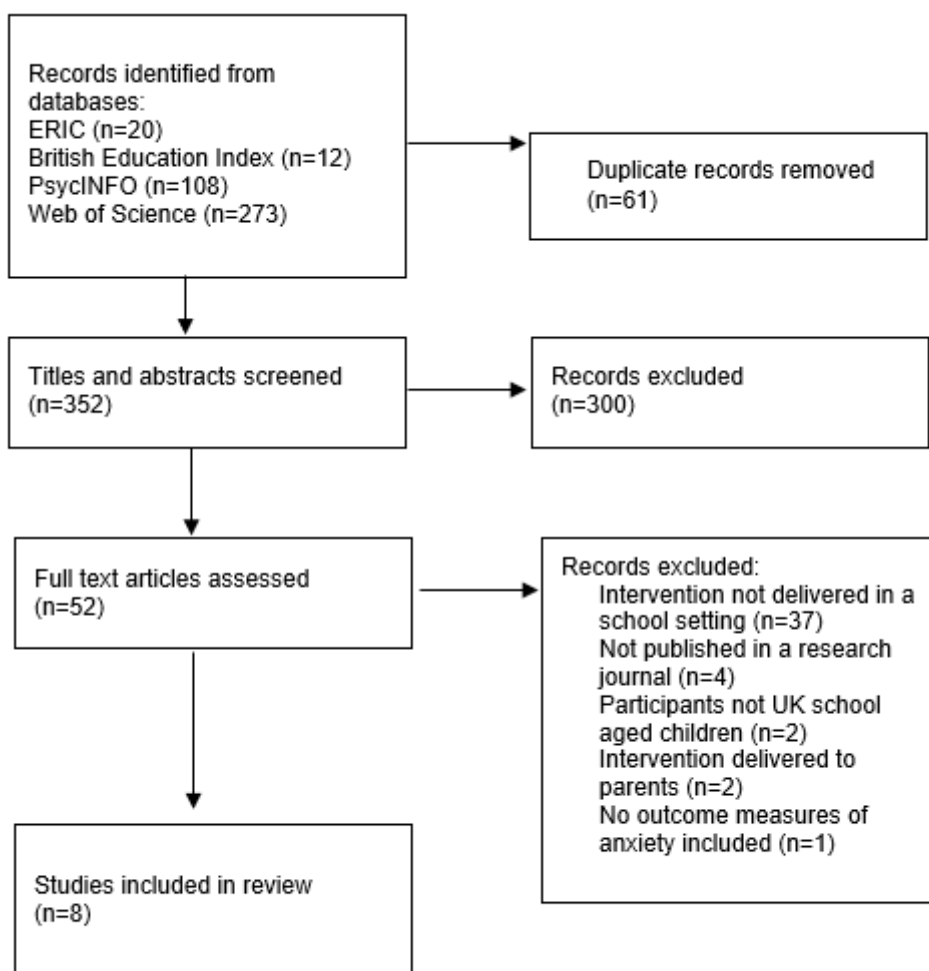 Records identified from
databases:
ERIC (n=20)
British Education Index (n=12)
PsycINFO (n=108)
Web of Science (n=273)
Duplicate records removed
(n=61)
Titles and abstracts screened
(n=352)
Records excluded
(n=300)
Full text articles assessed
(n=52)
Records excluded:
Intervention not delivered in a
school setting (n=37)
Not published in a research
journal (n=4)
Participants not UK school
aged children (n=2)
Intervention delivered to
parents (n=2)
No outcome measures of
anxiety included (n=1)
Studies included in review
(n=8)